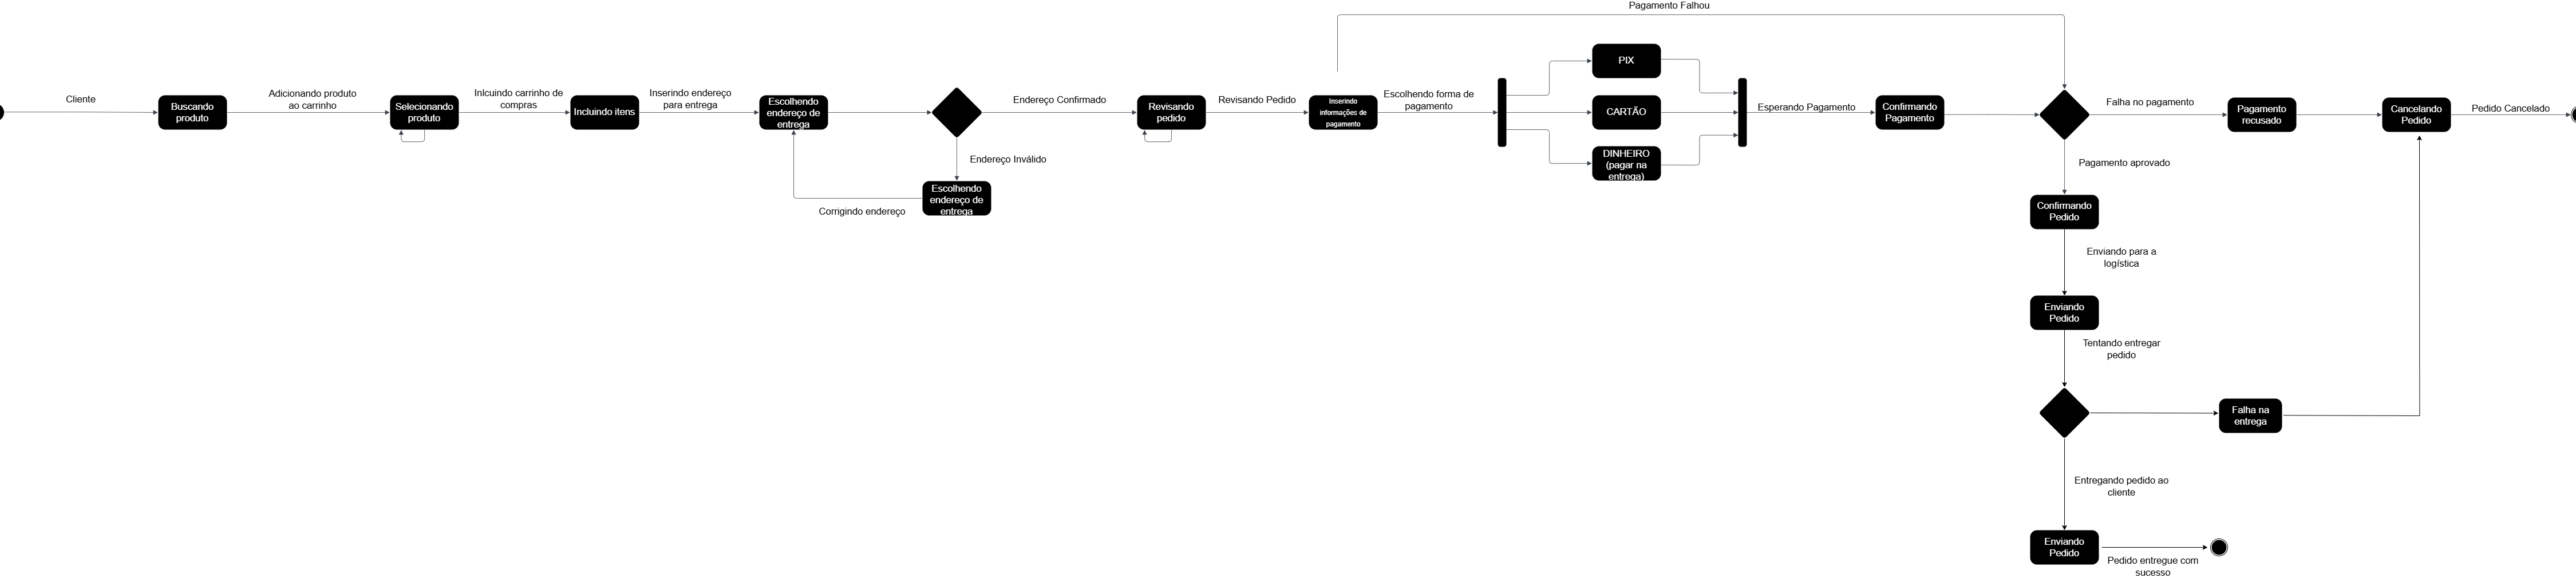 Pagamento Falhou
Cliente
Buscando
produto
Adicionando produto
ao carrinho
Selecionando
produto
Inlcuindo carrinho de
compras
Incluindo itens
Inserindo endereço
para entrega
Escolhendo
endereço de
entrega
Endereço Confirmado
Endereço Inválido
Escolhendo
endereço de
entrega
Corrigindo endereço
Revisando
pedido
Revisando Pedido
Inserindo
informações de
pagamento
Escolhendo forma de
pagamento
PIX
CARTÃO
DINHEIRO
(pagar na
entrega)
Esperando Pagamento
Confirmando
Pagamento
Falha no pagamento
Pagamento
recusado
Cancelando
Pedido
Pedido Cancelado
Pagamento aprovado
Confirmando
Pedido
Enviando para a
logística
Enviando
Pedido
Tentando entregar
pedido
Falha na
entrega
Entregando pedido ao
cliente
Enviando
Pedido
Pedido entregue com
sucesso